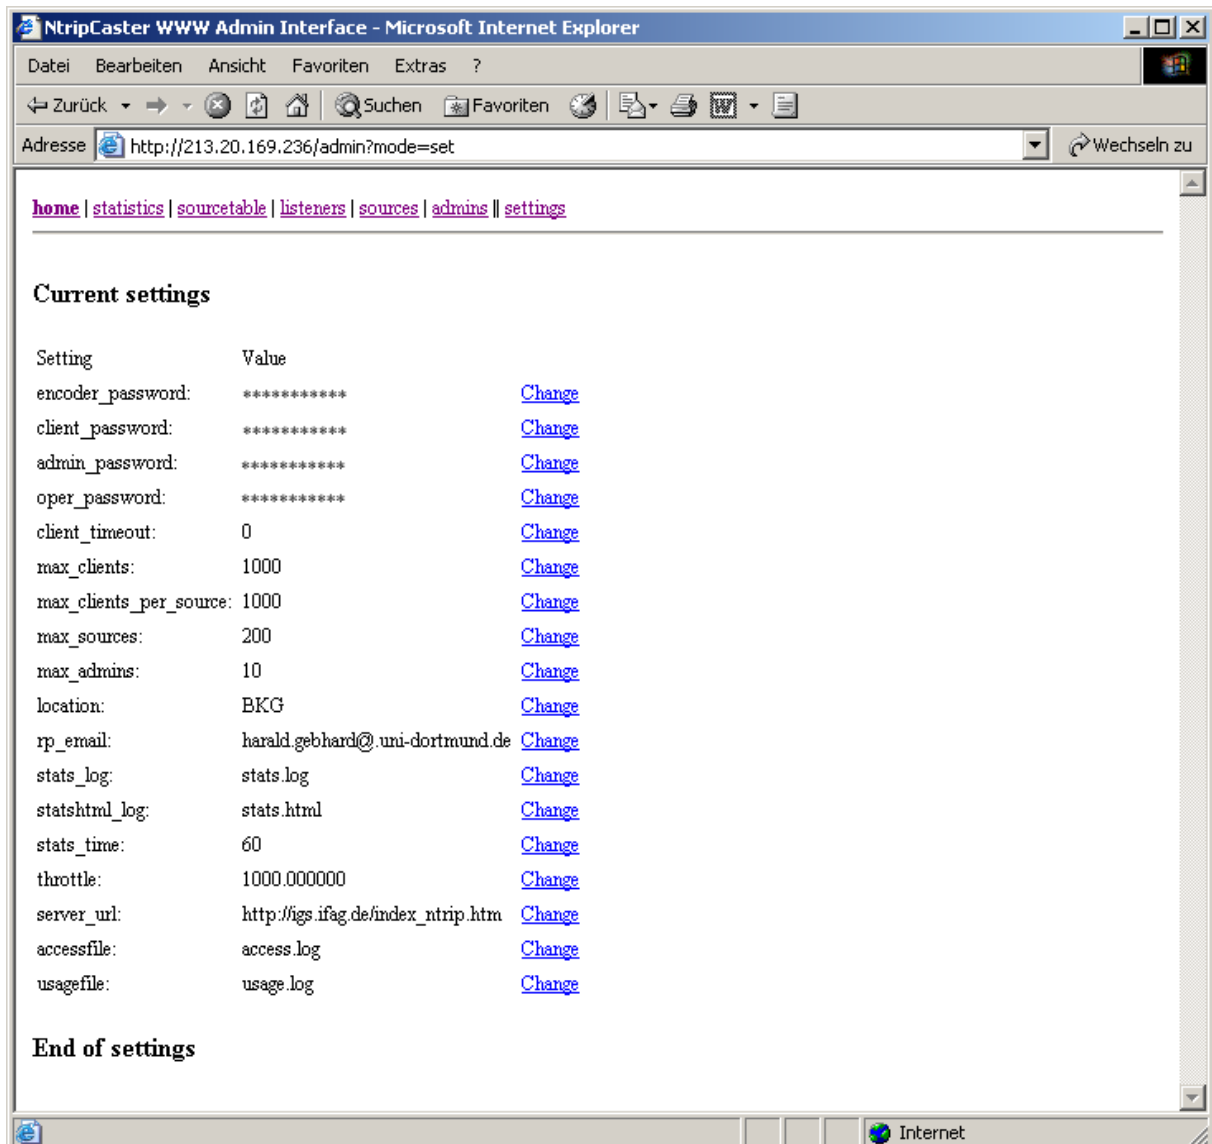 NtripCaster WWW Admin Interface - Microsoft Internet Explorer
Datei Bearbeiten Ansicht Favoriten Extras ?
Zurück Suchen Favoriten
Adresse http://213.20.169.236/admin?mode=set Wechseln zu
home | statistics | sourcetable | listeners | sources | admins || settings
Current settings
Setting Value
encoder_password: *********** Change
client_password: *********** Change
admin_password: *********** Change
oper_password: *********** Change
client_timeout: 0 Change
max_clients: 1000 Change
max_clients_per_source: 1000 Change
max_sources: 200 Change
max_admins: 10 Change
location: BKG Change
rp_email: harald.gebhard@.uni-dortmund.de Change
stats_log: stats.log Change
statshtml_log: stats.html Change
stats_time: 60 Change
throttle: 1000.000000 Change
server_url: http://igs.ifag.de/index_ntrip.htm Change
accessfile: access.log Change
usagefile: usage.log Change
End of settings
Internet